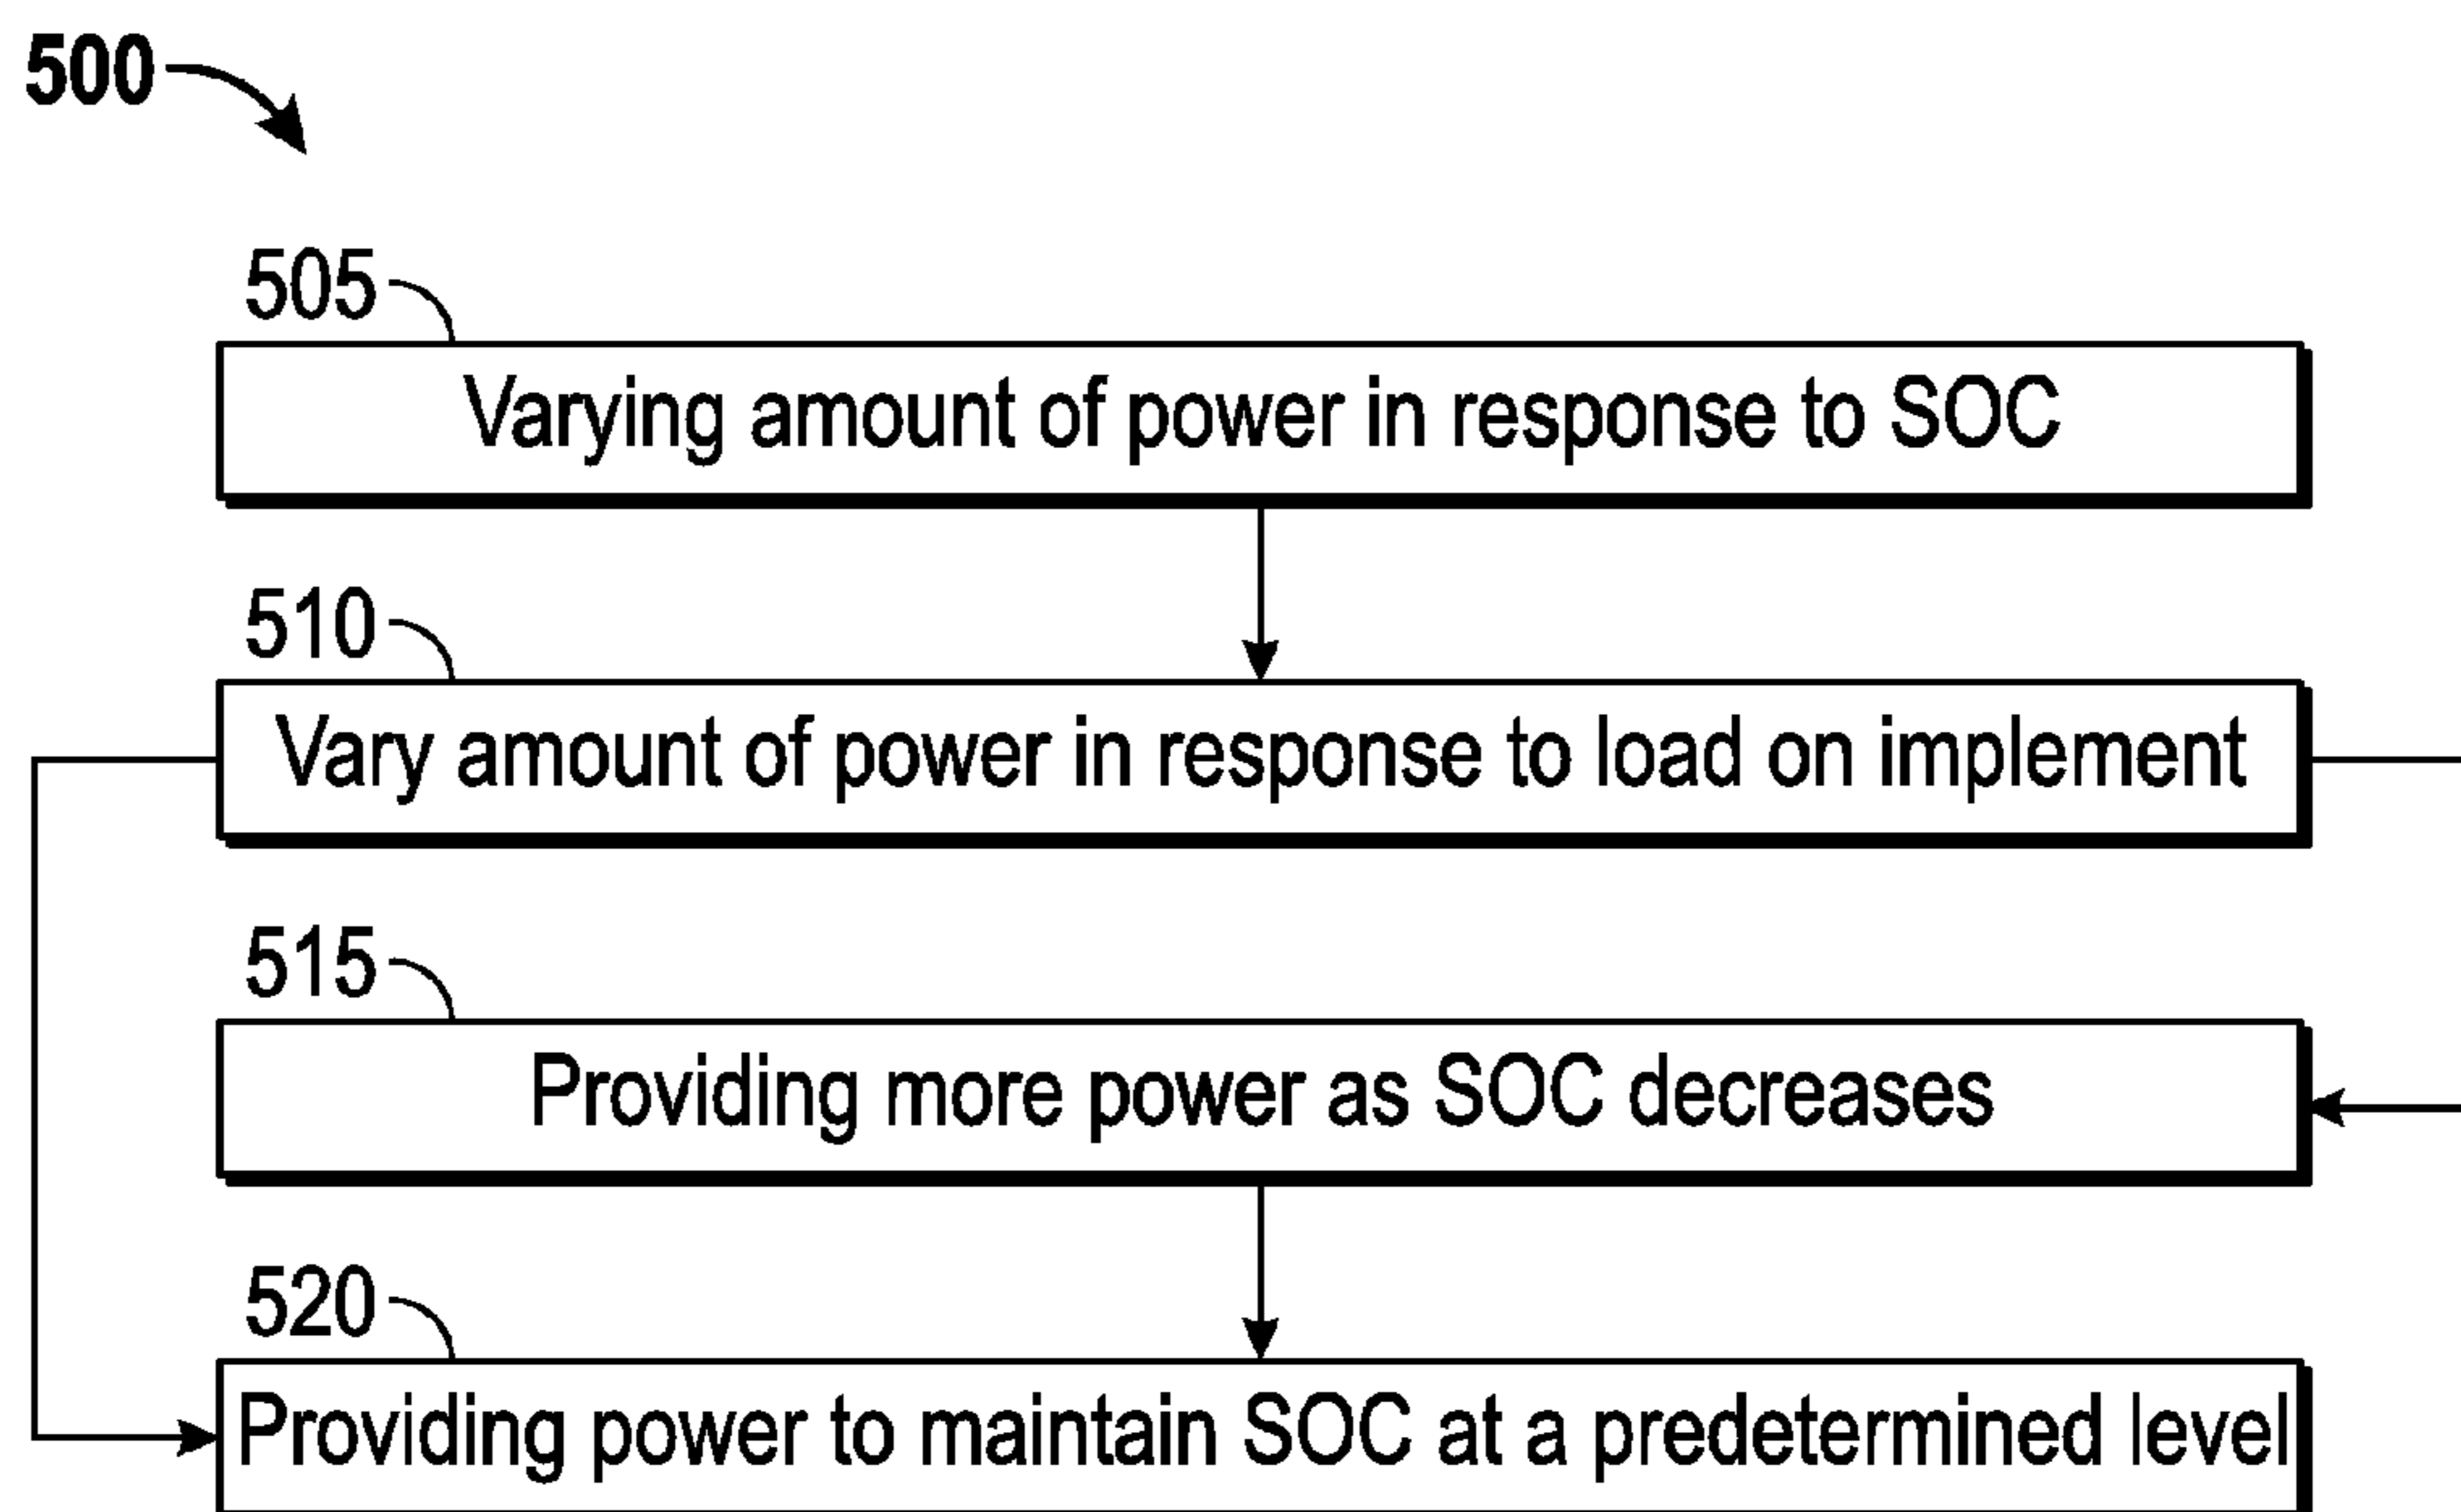 500
505
Varying amount of power in response to SOC
510
Vary amount of power in response to load on implement
515
Providing more power as SOC decreases
520
Providing power to maintain SOC at a predetermined level